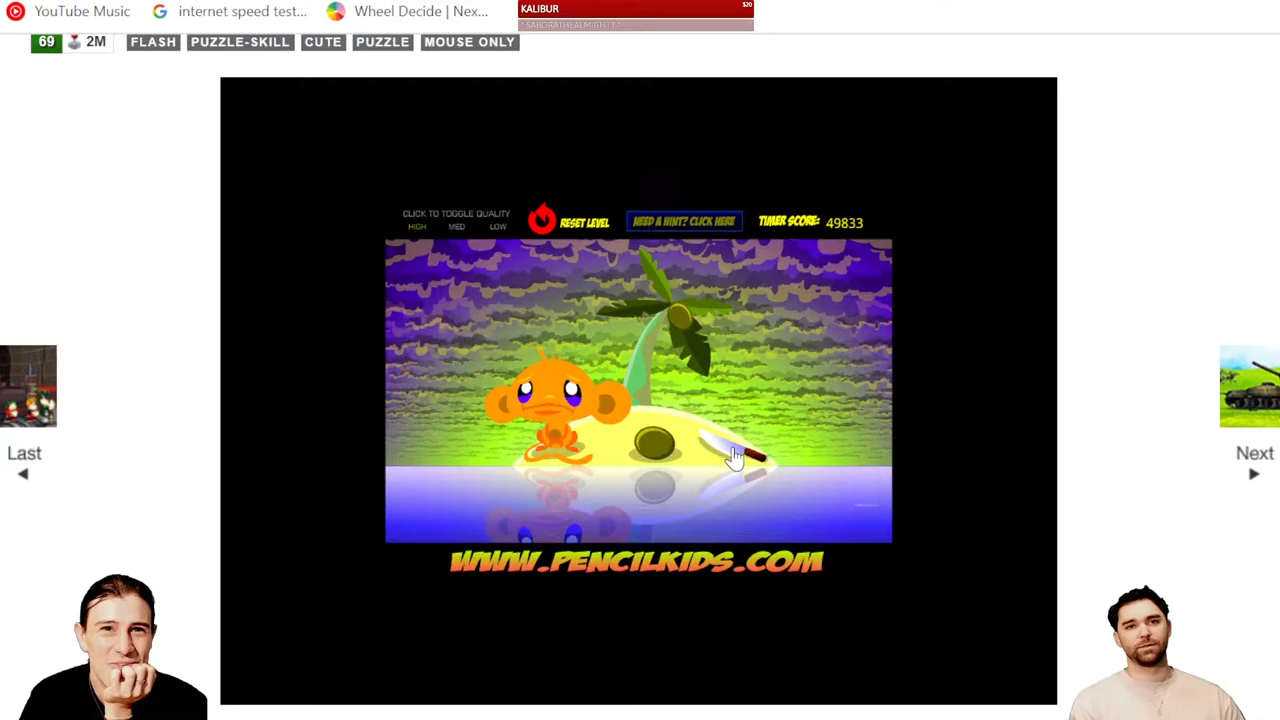 YouTube Music
internet speed test...
Wheel Decide | Nex...
KALIBUR
$20
* SABORATHEALMIGHTY *
69
2M
FLASH
PUZZLE-SKILL
CUTE
PUZZLE
MOUSE ONLY
CLICK TO TOGGLE QUALITY
HIGH MED LOW
RESET LEVEL
NEED A HINT? CLICK HERE
TIMER SCORE: 49833
Last
Next
WWW.PENCILKIDS.COM